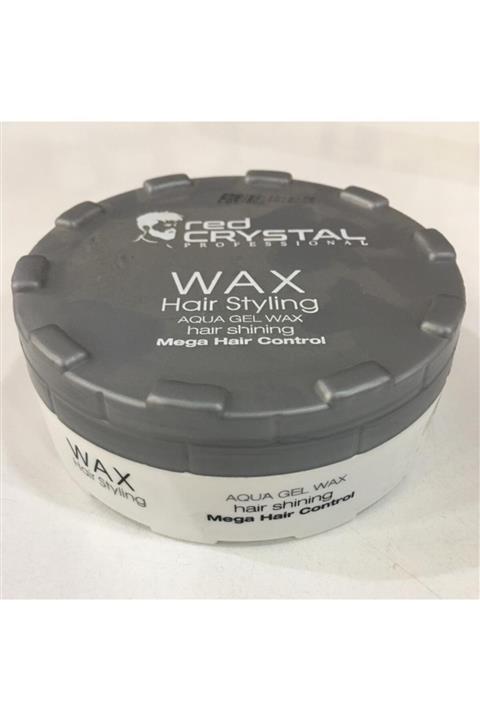 red
CRYSTAL
PROFESSIONAL
WAX
Hair Styling
AQUA GEL WAX
hair shining
Mega Hair Control
WAX
Hair Styling
AQUA GEL WAX
hair shining
Mega Hair Control